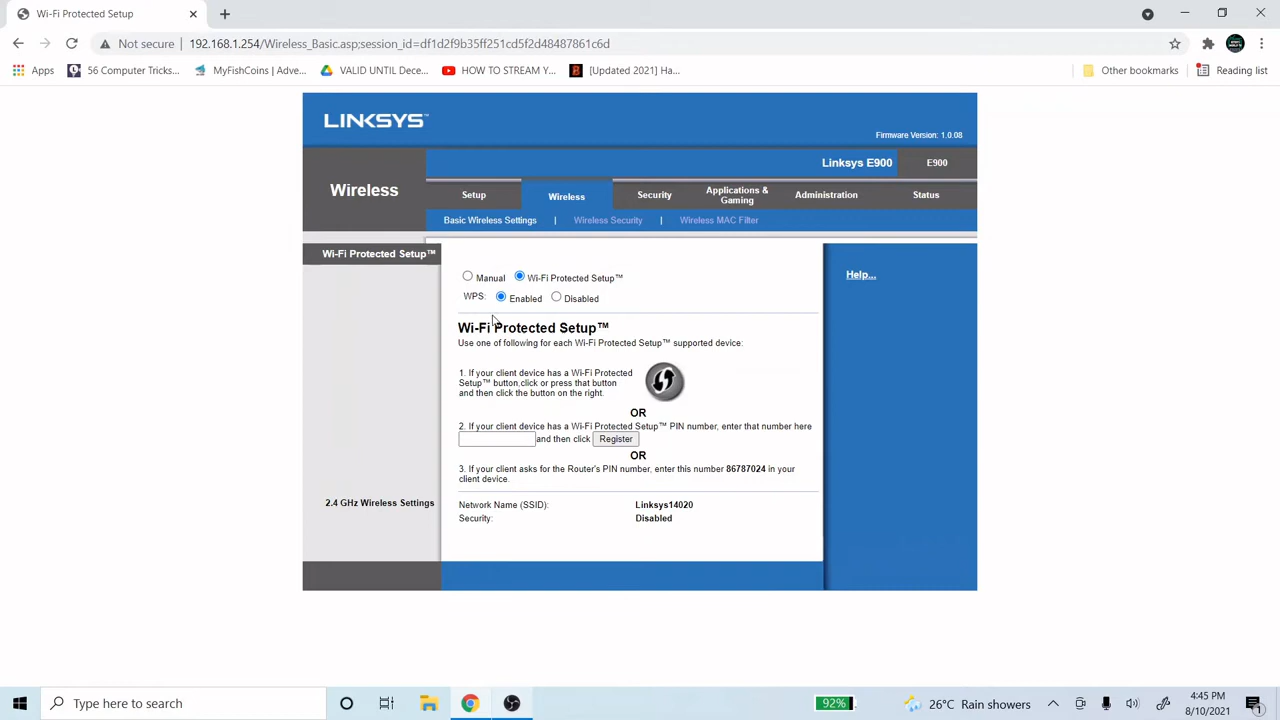 Wi-Fi Protected Setup
Not secure
192.168.1.254/Wireless_Basic.asp;session_id=df1d2f9b35ff251cd5f2d48487861c6d
Apps
56 Computer Tricks...
MyFishCoins | Adve...
VALID UNTIL Dece...
HOW TO STREAM Y...
[Updated 2021] Ha...
Other bookmarks
Reading list
LINKSYS™
Firmware Version: 1.0.08
Linksys E900
E900
Wireless
Setup
Wireless
Security
Applications &
Gaming
Administration
Status
Basic Wireless Settings | Wireless Security | Wireless MAC Filter
Wi-Fi Protected Setup™
Manual Wi-Fi Protected Setup™
WPS: Enabled Disabled
Help...
Wi-Fi Protected Setup™
Use one of following for each Wi-Fi Protected Setup™ supported device:
1. If your client device has a Wi-Fi Protected
Setup™ button,click or press that button
and then click the button on the right.
OR
2. If your client device has a Wi-Fi Protected Setup™ PIN number, enter that number here
and then click Register
OR
3. If your client asks for the Router's PIN number, enter this number 86787024 in your
client device.
2.4 GHz Wireless Settings
Network Name (SSID): Linksys14020
Security: Disabled
Type here to search
92%
26°C Rain showers
4:45 PM
8/10/2021
1